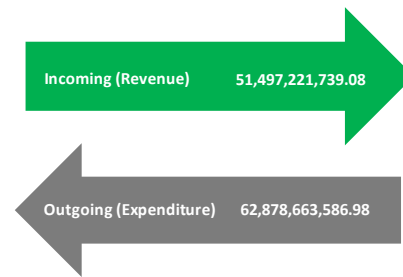 Incoming (Revenue) 51,497,221,739.08
Outgoing (Expenditure) 62,878,663,586.98